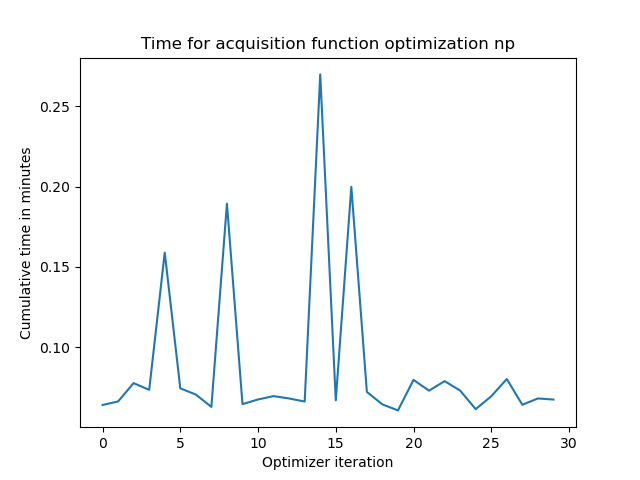 Time for acquisition function optimization np
Cumulative time in minutes
0.25
0.20
0.15
0.10
0 5 10 15 20 25 30
Optimizer iteration